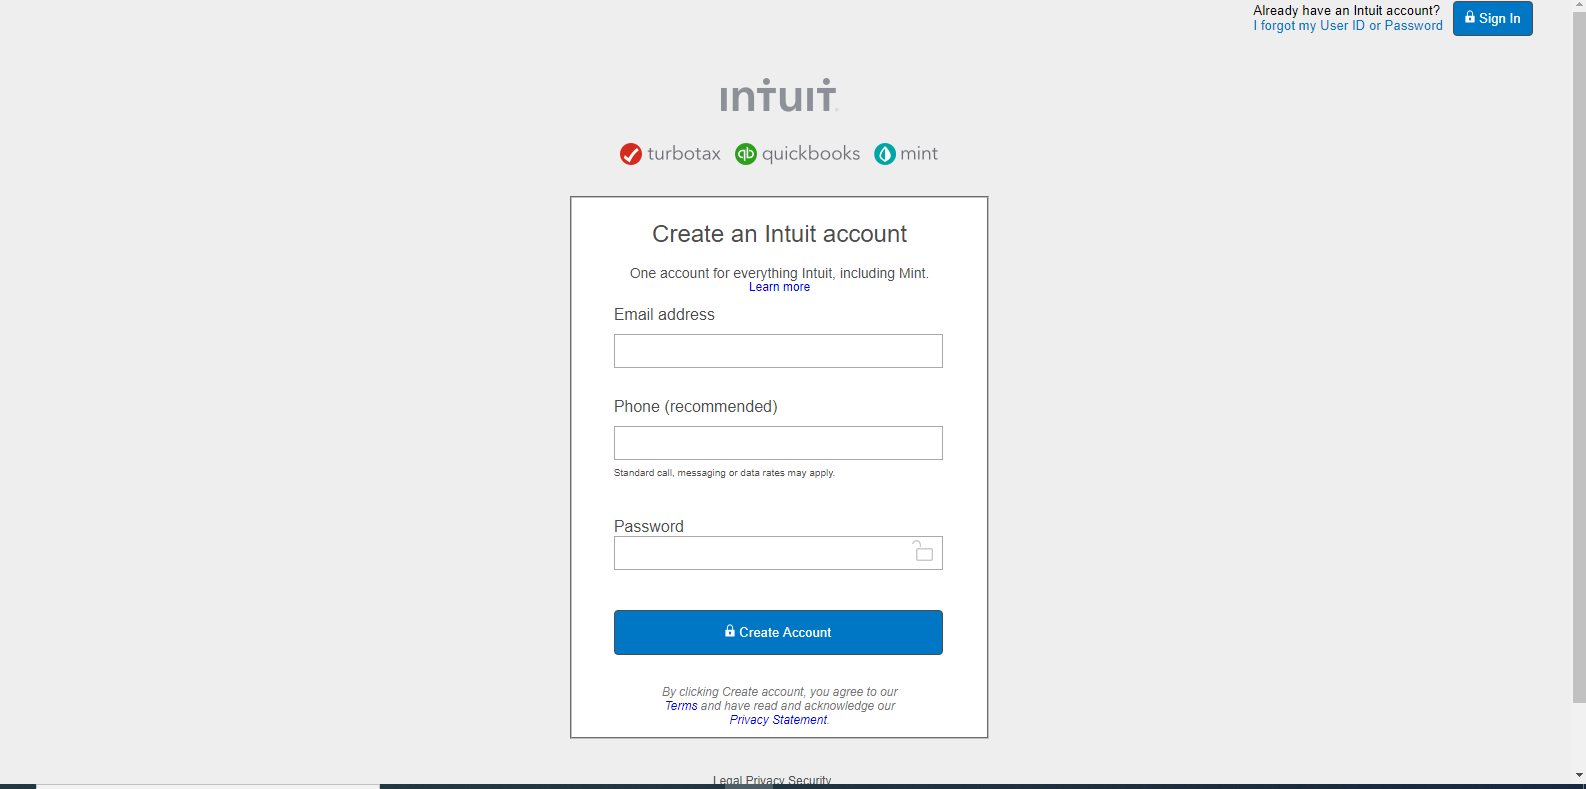 Already have an Intuit account?
I forgot my User ID or Password
Sign In
intuit
turbotax quickbooks mint
Create an Intuit account
One account for everything Intuit, including Mint.
Learn more
Email address
Phone (recommended)
Standard call, messaging or data rates may apply.
Password
Create Account
By clicking Create account, you agree to our
Terms and have read and acknowledge our
Privacy Statement.
Legal Privacy Security